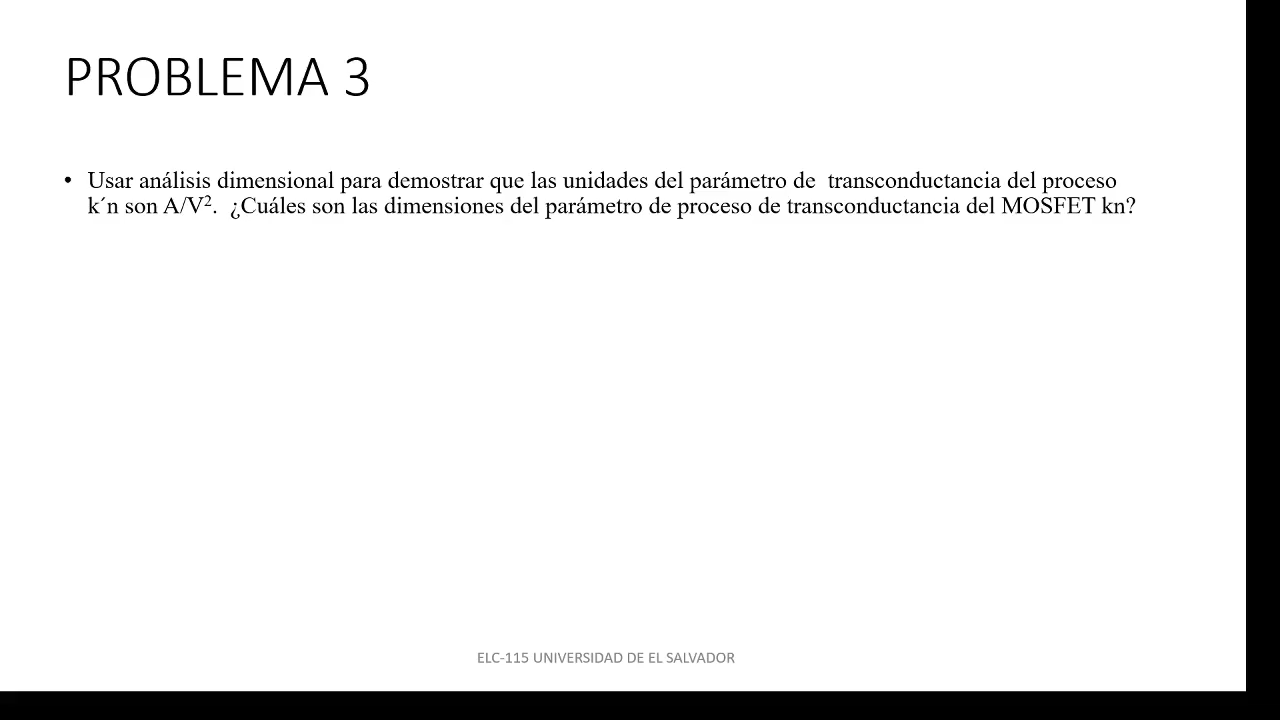 PROBLEMA 3
• Usar análisis dimensional para demostrar que las unidades del parámetro de  transconductancia del proceso
k´n son A/V².  ¿Cuáles son las dimensiones del parámetro de proceso de transconductancia del MOSFET kn?
ELC-115 UNIVERSIDAD DE EL SALVADOR